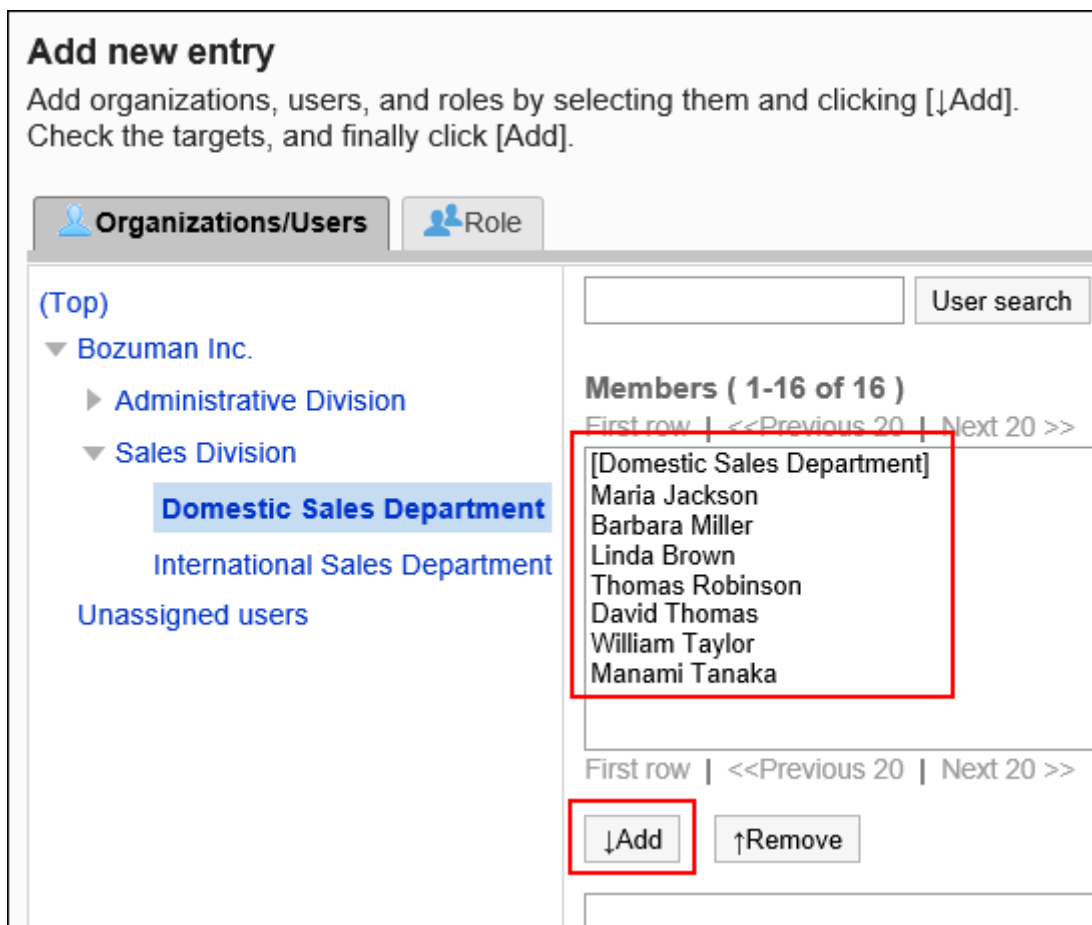 Add new entry
Add organizations, users, and roles by selecting them and clicking [↓Add].
Check the targets, and finally click [Add].
Organizations/Users
Role
(Top)
Bozuman Inc.
Administrative Division
Sales Division
Domestic Sales Department
International Sales Department
Unassigned users
User search
Members ( 1-16 of 16 )
First row | <<Previous 20 | Next 20 >>
[Domestic Sales Department]
Maria Jackson
Barbara Miller
Linda Brown
Thomas Robinson
David Thomas
William Taylor
Manami Tanaka
First row | <<Previous 20 | Next 20 >>
↓Add ↑Remove